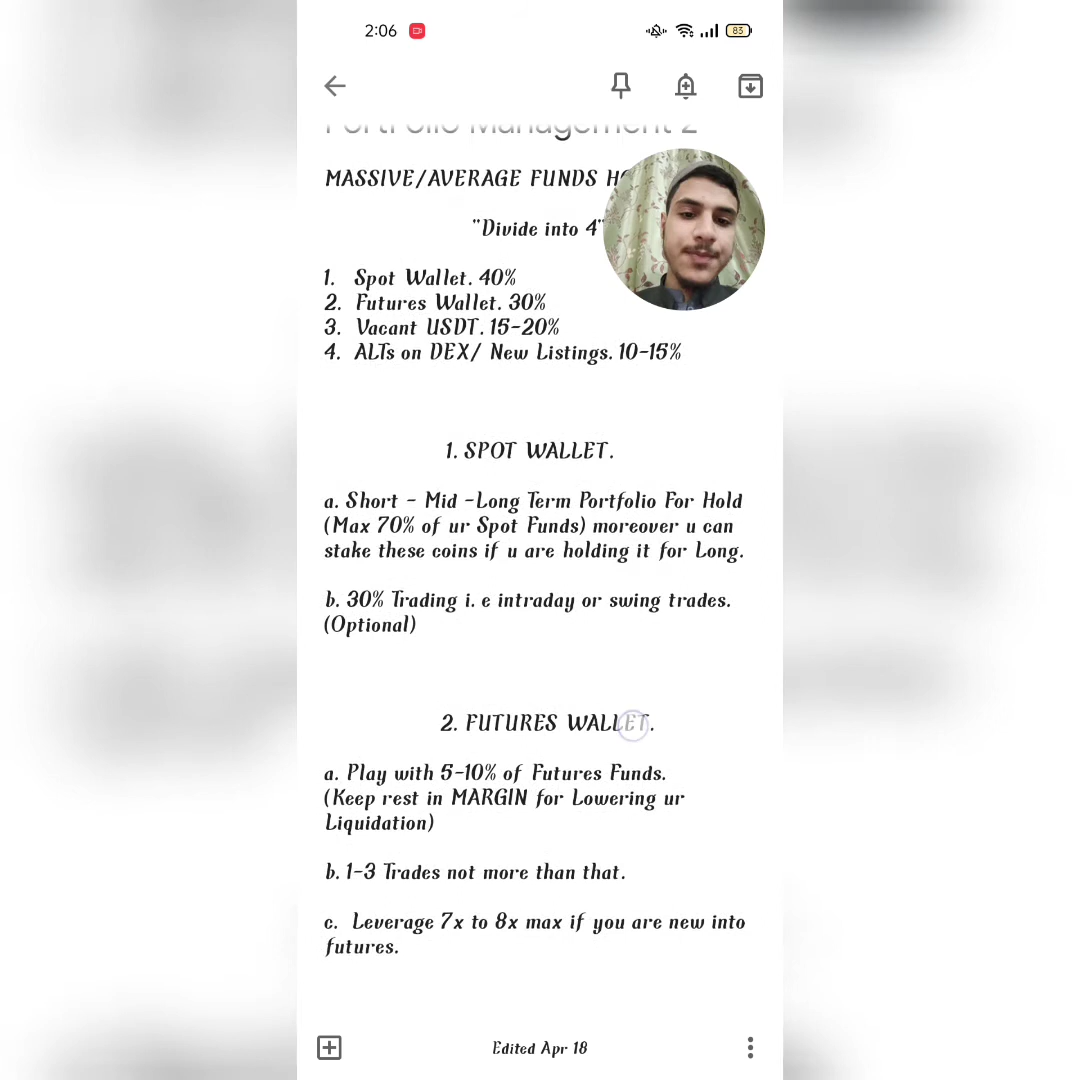 2:06
83
Portfolio Management 2
MASSIVE/AVERAGE FUNDS
"Divide into 4"
1. Spot Wallet. 40%
2. Futures Wallet. 30%
3. Vacant USDT. 15-20%
4. ALTs on DEX/ New Listings. 10-15%
1. SPOT WALLET.
a. Short - Mid -Long Term Portfolio For Hold
(Max 70% of ur Spot Funds) moreover u can
stake these coins if u are holding it for Long.
b. 30% Trading i. e intraday or swing trades.
(Optional)
2. FUTURES WALLET.
a. Play with 5-10% of Futures Funds.
(Keep rest in MARGIN for Lowering ur
Liquidation)
b. 1-3 Trades not more than that.
c. Leverage 7x to 8x max if you are new into
futures.
Edited Apr 18